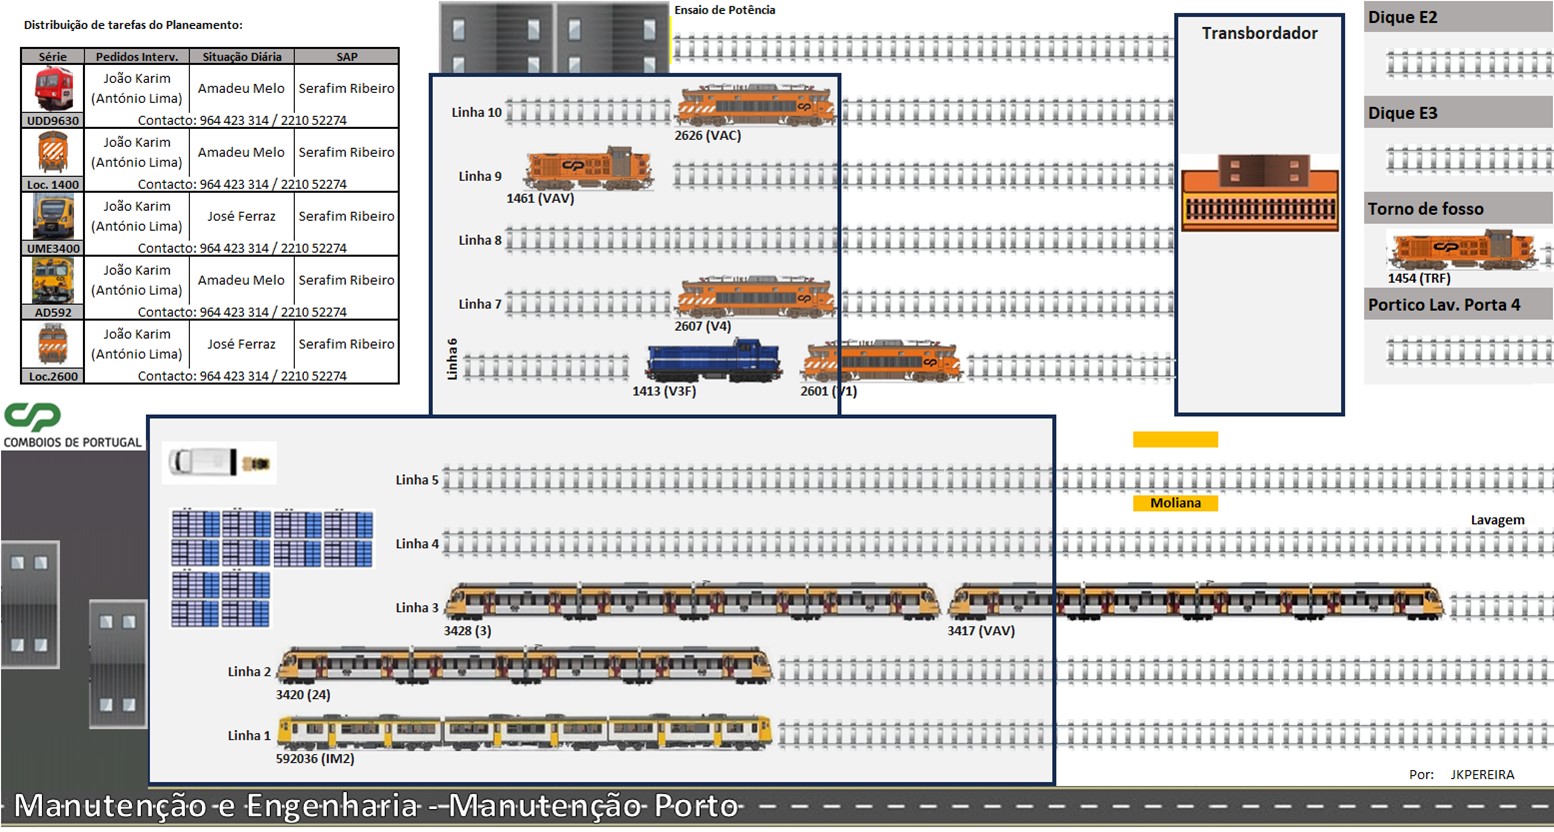 Distribuição de tarefas do Planeamento:
Série Pedidos Interv. Situação Diária SAP
João Karim
(António Lima)
Amadeu Melo
Serafim Ribeiro
UDD9630
Contacto: 964 423 314 / 2210 52274
João Karim
(António Lima)
Amadeu Melo
Serafim Ribeiro
Loc. 1400
Contacto: 964 423 314 / 2210 52274
João Karim
(António Lima)
José Ferraz
Serafim Ribeiro
UME3400
Contacto: 964 423 314 / 2210 52274
João Karim
(António Lima)
Amadeu Melo
Serafim Ribeiro
AD592
Contacto: 964 423 314 / 2210 52274
João Karim
(António Lima)
José Ferraz
Serafim Ribeiro
Loc.2600
Contacto: 964 423 314 / 2210 52274
CP
COMBOIOS DE PORTUGAL
Ensaio de Potência
Linha 10
2626 (VAC)
Linha 9
1461 (VAV)
Linha 8
Linha 7
2607 (V4)
Linha 6
1413 (V3F)
2601 (V1)
Transbordador
Dique E2
Dique E3
Torno de fosso
1454 (TRF)
Portico Lav. Porta 4
Linha 5
Moliana
Lavagem
Linha 4
Linha 3
3428 (3)
3417 (VAV)
Linha 2
3420 (24)
Linha 1
592036 (IM2)
Por: JKPEREIRA
Manutenção e Engenharia - Manutenção Porto